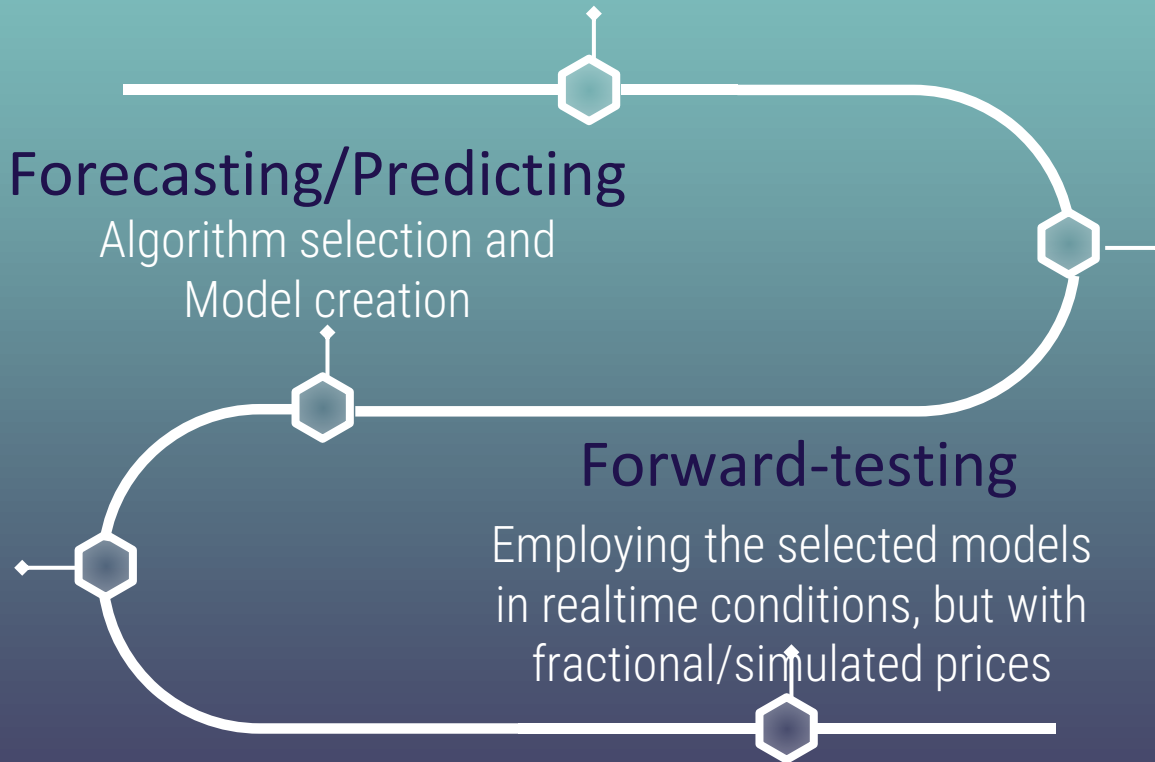 Forecasting/Predicting
Algorithm selection and
Model creation
Forward-testing
Employing the selected models
in realtime conditions, but with
fractional/simulated prices